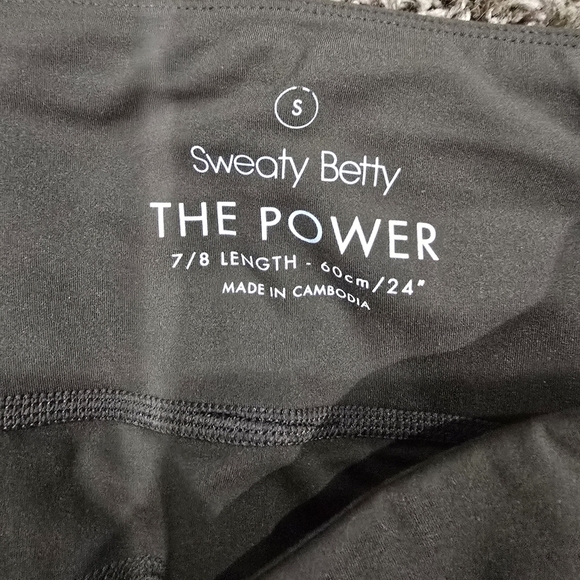 S
Sweaty Betty
THE POWER
7/8 LENGTH - 60cm/24"
MADE IN CAMBODIA